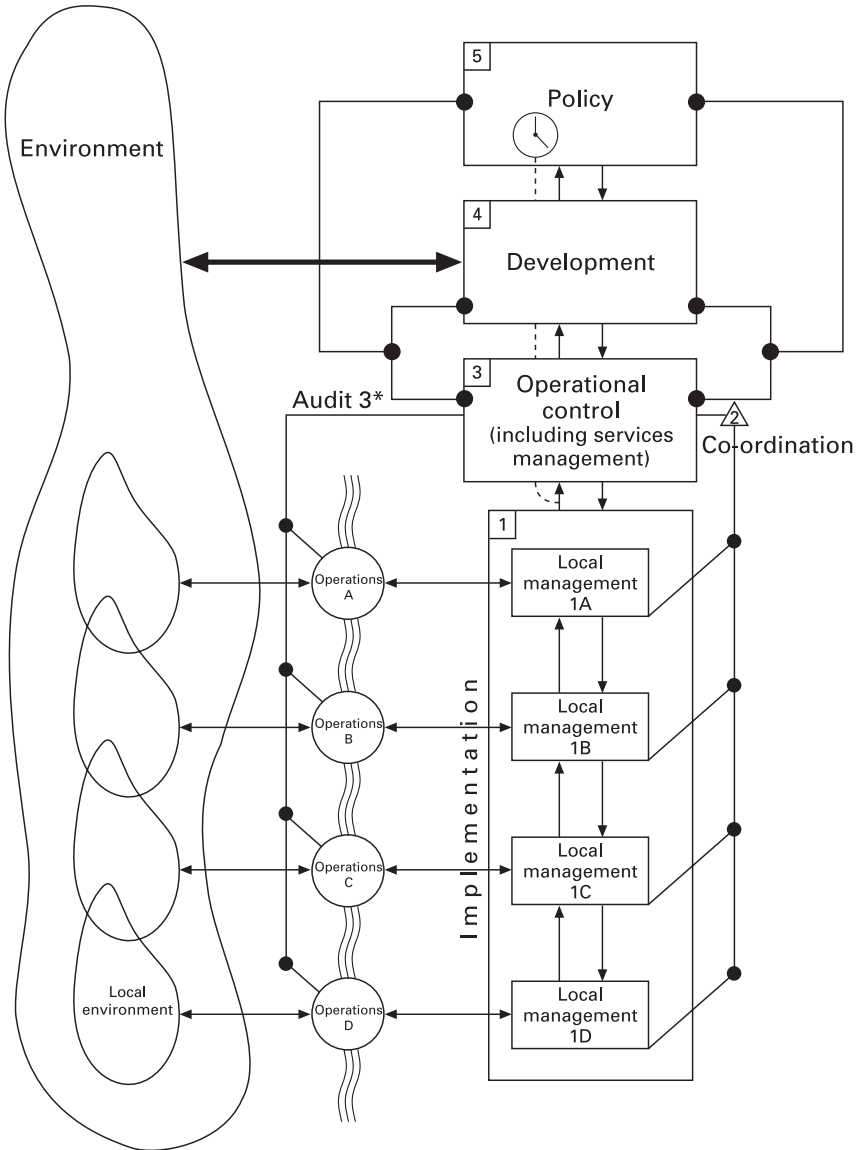 5
Policy
Environment
4
Development
3
Operational
control
(including services
management)
Audit 3*
2
Co-ordination
1
Implementation
Operations
A
Local
management
1A
Operations
B
Local
management
1B
Operations
C
Local
management
1C
Local
environment
Operations
D
Local
management
1D